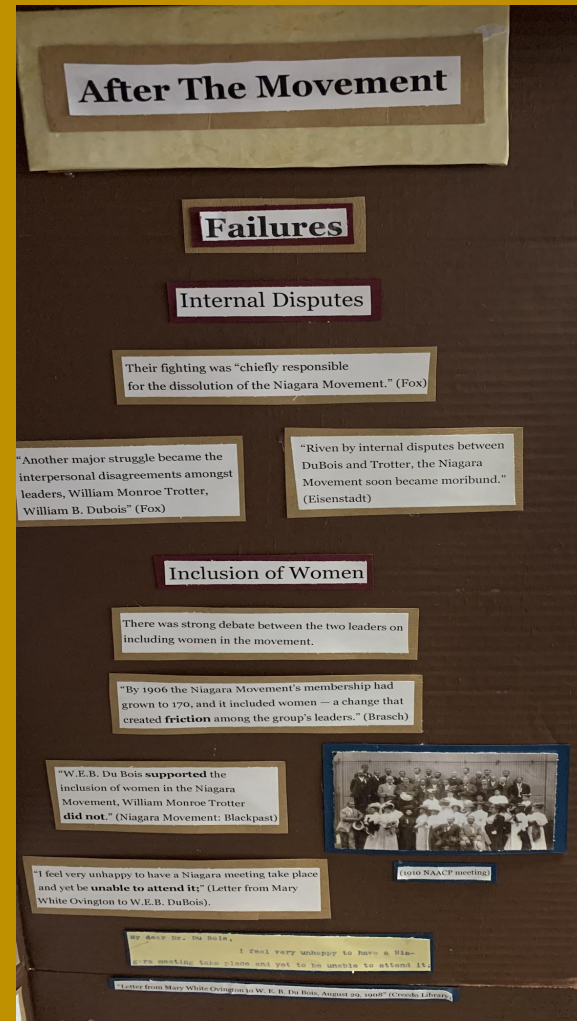 After The Movement
Failures
Internal Disputes
Their fighting was “chiefly responsible
for the dissolution of the Niagara Movement.” (Fox)
“Another major struggle became the
interpersonal disagreements amongst
leaders, William Monroe Trotter,
William B. Dubois” (Fox)
“Riven by internal disputes between
DuBois and Trotter, the Niagara
Movement soon became moribund.”
(Eisenstadt)
Inclusion of Women
There was strong debate between the two leaders on
including women in the movement.
“By 1906 the Niagara Movement’s membership had
grown to 170, and it included women — a change that
created friction among the group’s leaders.” (Brasch)
“W.E.B. Du Bois supported the
inclusion of women in the Niagara
Movement, William Monroe Trotter
did not.” (Niagara Movement: Blackpast)
(1910 NAACP meeting)
“I feel very unhappy to have a Niagara meeting take place
and yet be unable to attend it;” (Letter from Mary
White Ovington to W.E.B. DuBois).
My dear Mr. Du Bois,
I feel very unhappy to have a Nia-
gara meeting take place and yet to be unable to attend it.
“Letter from Mary White Ovington to W. E. B. Du Bois, August 29, 1908” (Creedo Library,